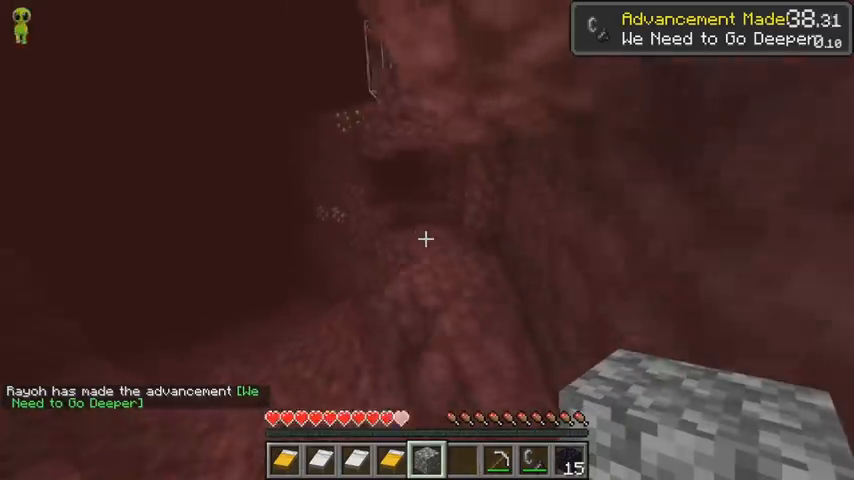 Advancement Made
38.31
We Need to Go Deeper
0.10
Rayoh has made the advancement [We
Need to Go Deeper]
15